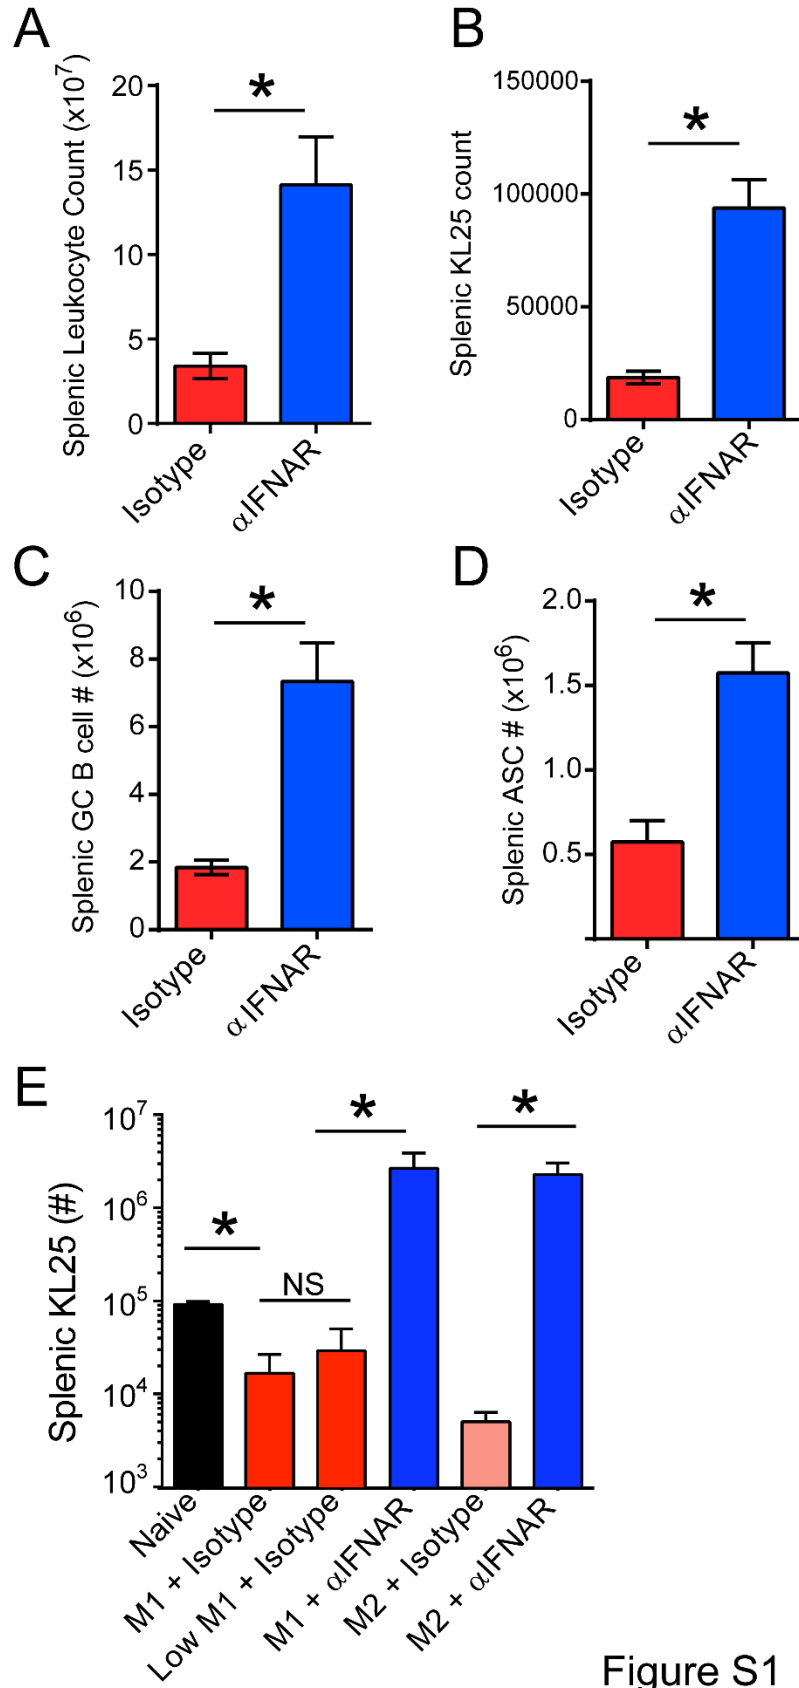 A
Splenic Leukocyte Count (x10⁷)
20
15
10
5
0
*
Isotype
αIFNAR
B
Splenic KL25 count
150000
100000
50000
0
*
Isotype
αIFNAR
C
Splenic GC B cell # (x10⁶)
10
8
6
4
2
0
*
Isotype
αIFNAR
D
Splenic ASC # (x10⁶)
2.0
1.5
1.0
0.5
*
Isotype
αIFNAR
E
Splenic KL25 (#)
10⁷
10⁶
10⁵
10⁴
10³
*
NS
*
*
Naive
M1 + Isotype
Low M1 + Isotype
M1 + αIFNAR
M2 + Isotype
M2 + αIFNAR
Figure S1